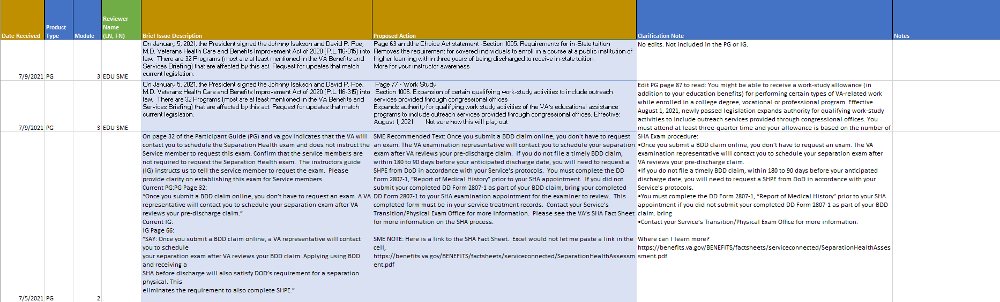 Date Received
Product
Type
Module
Reviewer
Name
(LN, FN)
Brief Issue Description
Proposed Action
Clarification Note
Notes
7/9/2021
PG
3
EDU SME
On January 5, 2021, the President signed the Johnny Isakson and David P. Roe,
M.D. Veterans Health Care and Benefits Improvement Act of 2020 (P.L.116-315) into
law.  There are 32 Programs (most are at least mentioned in the VA Benefits and
Services Briefing) that are affected by this act. Request for updates that match
current legislation.
Page 63 an dthe Choice Act statement -Section 1005. Requirements for in-State tuition
Removes the requirement for covered individuals to enroll in a course at a public institution of
higher learning within three years of being discharged to receive in-state tuition.
More for your instructor awareness
No edits. Not included in the PG or IG.
7/9/2021
PG
3
EDU SME
On January 5, 2021, the President signed the Johnny Isakson and David P. Roe,
M.D. Veterans Health Care and Benefits Improvement Act of 2020 (P.L.116-315) into
law.  There are 32 Programs (most are at least mentioned in the VA Benefits and
Services Briefing) that are affected by this act. Request for updates that match
current legislation.
Page 77 - Work Study
Section 1006. Expansion of certain qualifying work-study activities to include outreach
services provided through congressional offices
Expands authority for qualifying work study activities of the VA's educational assistance
programs to include outreach services provided through congressional offices. Effective:
August 1, 2021      Not sure how this will play out
Edit PG page 87 to read: You might be able to receive a work-study allowance (in
addition to your education benefits) for performing certain types of VA-related work
while enrolled in a college degree, vocational or professional program. Effective
August 1, 2021, newly passed legislation expands authority for qualifying work-study
activities to include outreach services provided through congressional offices. You
must attend at least three-quarter time and your allowance is based on the number of
7/5/2021
PG
2
On page 32 of the Participant Guide (PG) and va.gov indicates that the VA will
contact you to schedule the Separation Health exam and does not instruct the
Service member to request this exam. Confirm that the service members are
not required to request the Separation Health exam.  The instructors guide
(IG) instructs us to tell the service member to requet the exam.  Please
provide clarity on establishing this exam for Service members.
Current PG:PG Page 32:
“Once you submit a BDD claim online, you don’t have to request an exam. A VA
representative will contact you to schedule your separation exam after VA
reviews your pre-discharge claim.”
Current IG:
IG Page 66:
“SAY: Once you submit a BDD claim online, a VA representative will contact
you to schedule
your separation exam after VA reviews your BDD claim. Applying using BDD
and receiving a
SHA before discharge will also satisfy DOD’s requirement for a separation
physical. This
eliminates the requirement to also complete SHPE.”
SME Recommended Text: Once you submit a BDD claim online, you don't have to request
an exam. The VA examination representative will contact you to schedule your separation
exam after VA reviews your pre-discharge claim.  If you do not file a timely BDD claim,
within 180 to 90 days before your anticipated discharge date, you will need to request a
SHPE from DoD in accordance with your Service's protocols.  You must complete the DD
Form 2807-1, “Report of Medical History” prior to your SHA appointment.  If you did not
submit your completed DD Form 2807-1 as part of your BDD claim, bring your completed
DD Form 2807-1 to your SHA examination appointment for the examiner to review.  This
completed form must be in your service treatment records.  Contact your Service’s
Transition/Physical Exam Office for more information.  Please see the VA’s SHA Fact Sheet
for more information on the SHA process.
SME NOTE: Here is a link to the SHA Fact Sheet.  Excel would not let me paste a link in the
cell,
https://benefits.va.gov/BENEFITS/factsheets/serviceconnected/SeparationHealthAssessm
ent.pdf
SHA Exam procedure:
•Once you submit a BDD claim online, you don't have to request an exam. The VA
examination representative will contact you to schedule your separation exam after
VA reviews your pre-discharge claim.
•If you do not file a timely BDD claim, within 180 to 90 days before your anticipated
discharge date, you will need to request a SHPE from DoD in accordance with your
Service's protocols.
•You must complete the DD Form 2807-1, “Report of Medical History” prior to your SHA
appointment if you did not submit your completed DD Form 2807-1 as part of your BDD
claim. bring
•Contact your Service’s Transition/Physical Exam Office for more information.
Where can I learn more?
https://benefits.va.gov/BENEFITS/factsheets/serviceconnected/SeparationHealthAsses
sment.pdf